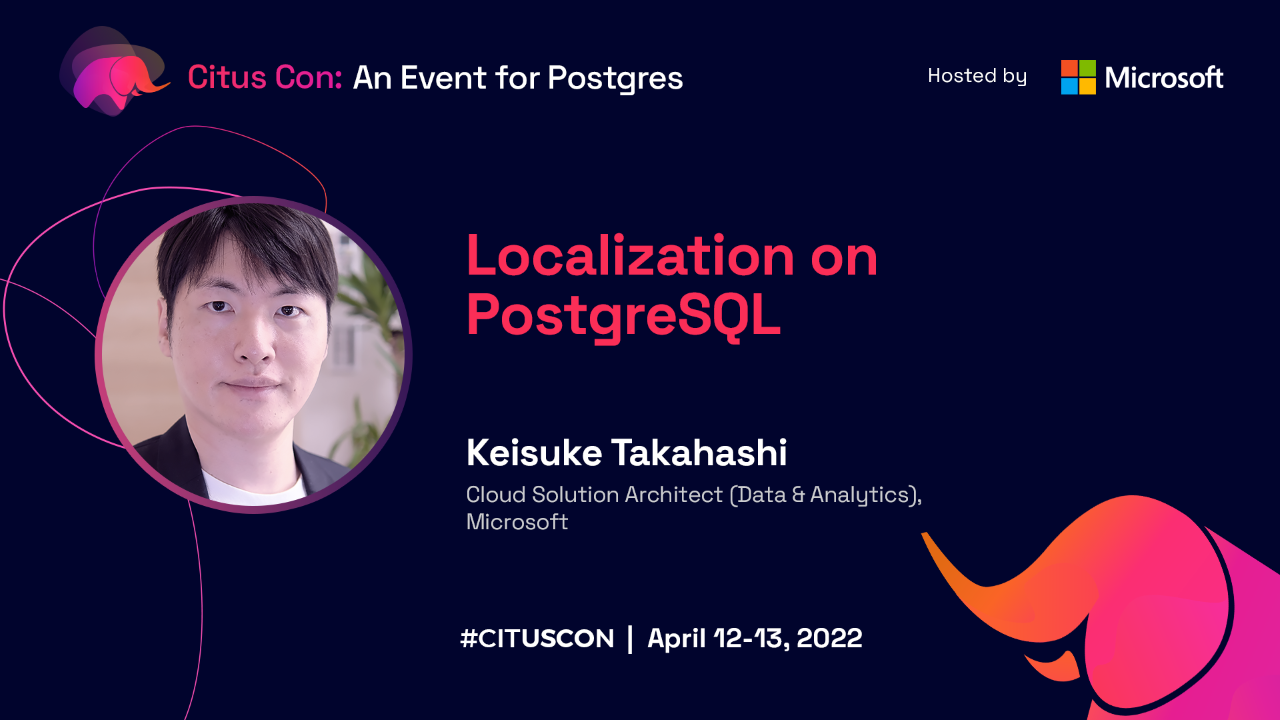 Citus Con: An Event for Postgres
Hosted by Microsoft
Localization on
PostgreSQL
Keisuke Takahashi
Cloud Solution Architect (Data & Analytics),
Microsoft
#CITUSCON | April 12-13, 2022